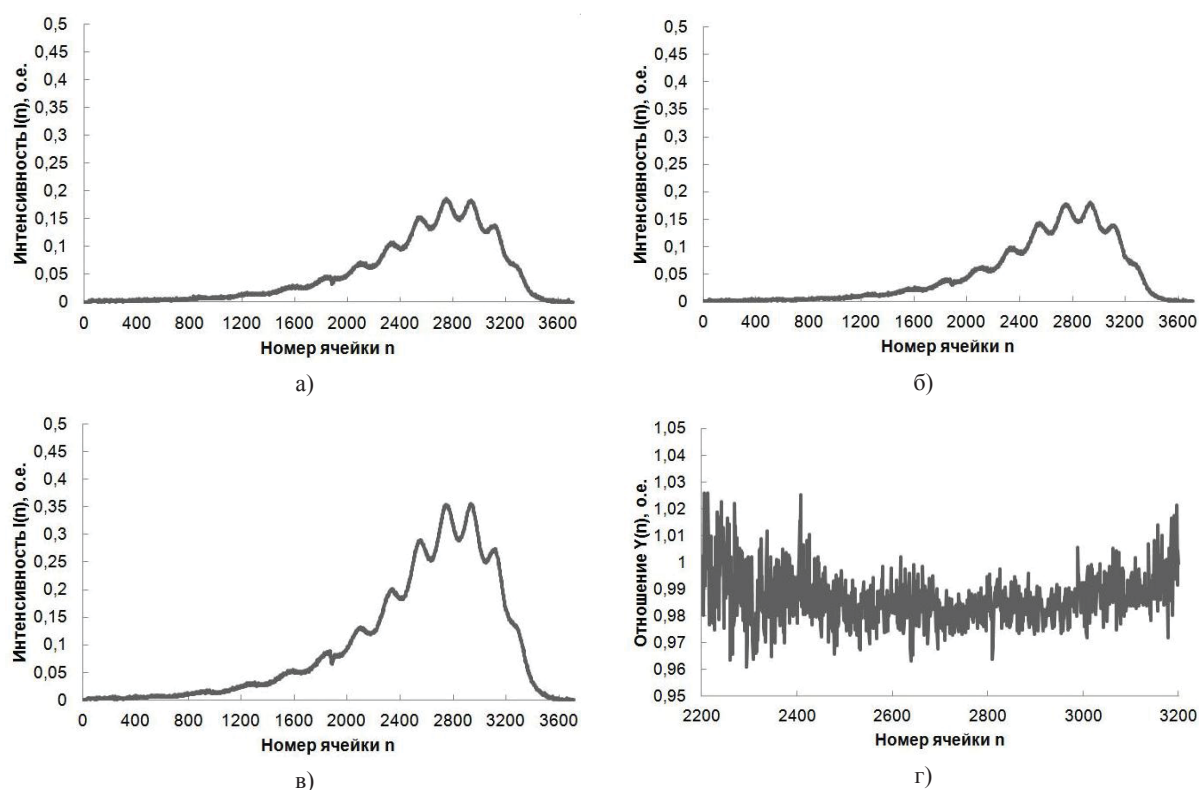 0,5
0,45
0,4
0,35
0,3
0,25
0,2
0,15
0,1
0,05
0
Интенсивность I(n), о.е.
0 400 800 1200 1600 2000 2400 2800 3200 3600
Номер ячейки n
а)
0,5
0,45
0,4
0,35
0,3
0,25
0,2
0,15
0,1
0,05
0
Интенсивность I(n), о.е.
0 400 800 1200 1600 2000 2400 2800 3200 3600
Номер ячейки n
б)
0,5
0,45
0,4
0,35
0,3
0,25
0,2
0,15
0,1
0,05
0
Интенсивность I(n), о.е.
0 400 800 1200 1600 2000 2400 2800 3200 3600
Номер ячейки n
в)
1,05
1,04
1,03
1,02
1,01
1
0,99
0,98
0,97
0,96
0,95
Отношение Y(n), о.е.
2200 2400 2600 2800 3000 3200
Номер ячейки n
г)